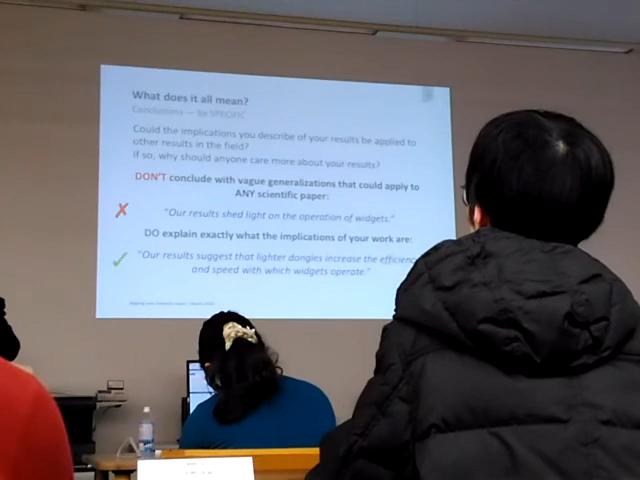 What does it all mean?
Conclusions — Be SPECIFIC
Could the implications you describe of your results be applied to
other results in the field?
If so, why should anyone care more about your results?
DON'T conclude with vague generalizations that could apply to
ANY scientific paper:
✗ "Our results shed light on the operation of widgets."
DO explain exactly what the implications of your work are:
✓ "Our results suggest that lighter dongles increase the efficienc
and speed with which widgets operate."